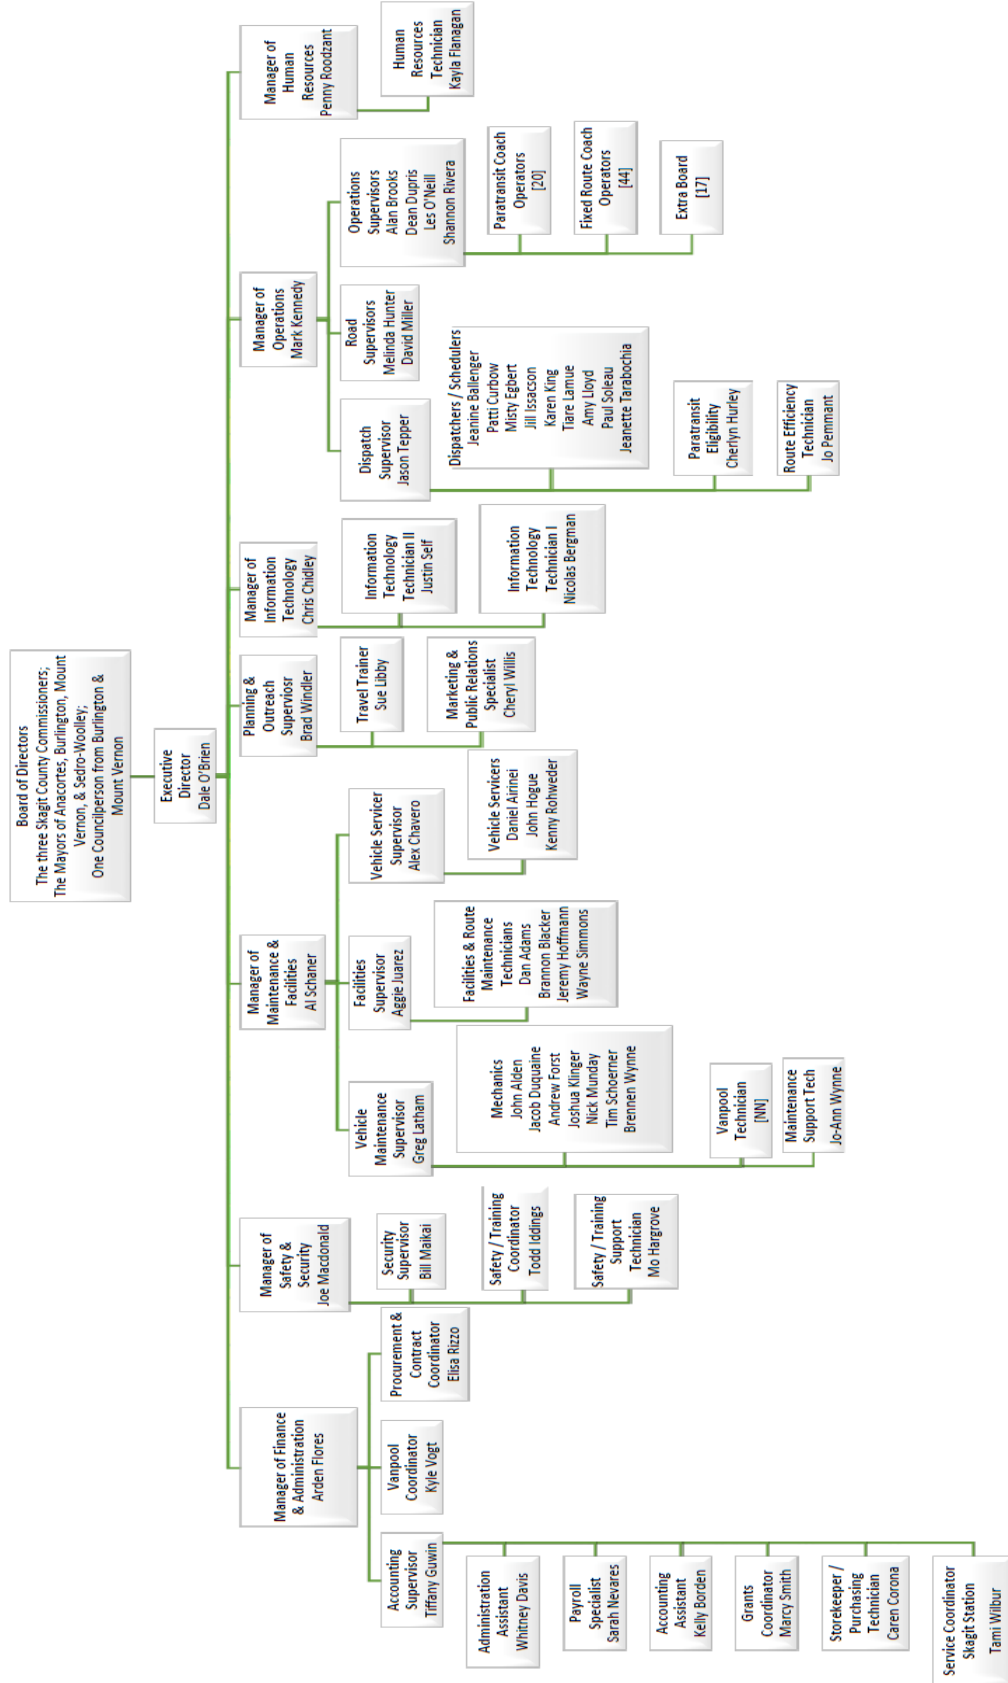 Board of Directors
The three Skagit County Commissioners;
The Mayors of Anacortes, Burlington, Mount
Vernon, & Sedro-Woolley;
One Councilperson from Burlington &
Mount Vernon
Executive
Director
Dale O'Brien
Manager of Finance
& Administration
Arden Flores
Accounting
Supervisor
Tiffany Guwin
Administration
Assistant
Whitney Davis
Payroll
Specialist
Sarah Nevares
Accounting
Assistant
Kelly Borden
Grants
Coordinator
Marcy Smith
Storekeeper /
Purchasing
Technician
Caren Corona
Service Coordinator
Skagit Station
Tami Wilbur
Vanpool
Coordinator
Kyle Vogt
Procurement &
Contract
Coordinator
Elisa Rizzo
Manager of
Safety &
Security
Joe Macdonald
Security
Supervisor
Bill Maikai
Safety / Training
Coordinator
Todd Iddings
Safety / Training
Support
Technician
Mo Hargrove
Manager of
Maintenance &
Facilities
Al Schaner
Vehicle
Maintenance
Supervisor
Greg Latham
Mechanics
John Alden
Jacob Duquaine
Andrew Forst
Joshua Klinger
Nick Munday
Tim Schoerner
Brennen Wynne
Vanpool
Technician
[NN]
Maintenance
Support Tech
Jo-Ann Wynne
Facilities
Supervisor
Aggie Juarez
Facilities & Route
Maintenance
Technicians
Dan Adams
Brannon Blacker
Jeremy Hoffmann
Wayne Simmons
Vehicle Servicer
Supervisor
Alex Chavero
Vehicle Servicers
Daniel Airinei
John Hogue
Kenny Rohweder
Planning &
Outreach
Superviosr
Brad Windler
Travel Trainer
Sue Libby
Marketing &
Public Relations
Specialist
Cheryl Willis
Manager of
Information
Technology
Chris Chidley
Information
Technology
Technician II
Justin Self
Information
Technology
Technician I
Nicolas Bergman
Manager of
Operations
Mark Kennedy
Dispatch
Supervisor
Jason Tepper
Dispatchers / Schedulers
Jeanine Ballenger
Patti Curbow
Misty Egbert
Jill Issacson
Karen King
Tiare Lamue
Amy Lloyd
Paul Soleau
Jeanette Tarabochia
Paratransit
Eligibility
Cherlyn Hurley
Route Efficiency
Technician
Jo Pemmant
Road
Supervisors
Melinda Hunter
David Miller
Operations
Supervisors
Alan Brooks
Dean Dupris
Les O'Neill
Shannon Rivera
Paratransit Coach
Operators
[20]
Fixed Route Coach
Operators
[44]
Extra Board
[17]
Manager of
Human
Resources
Penny Roodzant
Human
Resources
Technician
Kayla Flanagan